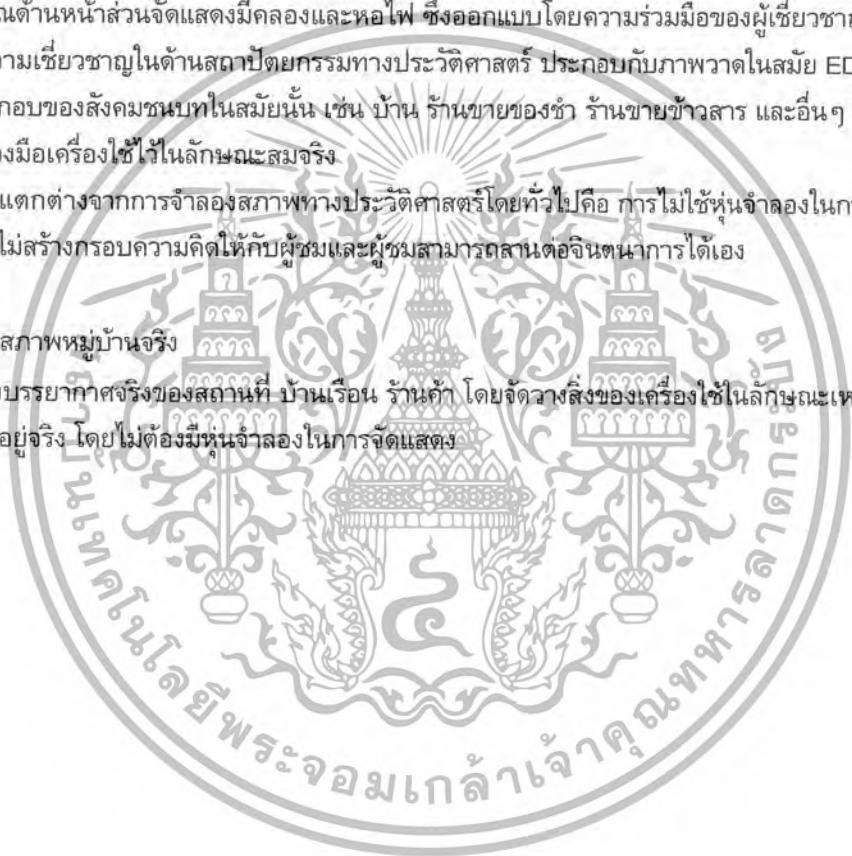 ณด้านหน้าส่วนจัดแสดงมีคลองและหอไฟ ซึ่งออกแบบโดยความร่วมมือของผู้เชี่ยวชาญ
วามเชี่ยวชาญในด้านสถาปัตยกรรมทางประวัติศาสตร์ ประกอบกับภาพวาดในสมัย ED
กอบของสังคมชนบทในสมัยนั้น เช่น บ้าน ร้านขายของชำ ร้านขายข้าวสาร และอื่นๆ
งมือเครื่องใช้ไว้ในลักษณะสมจริง
แตกต่างจากการจำลองสภาพทางประวัติศาสตร์โดยทั่วไปคือ การไม่ใช้หุ่นจำลองในก
ไม่สร้างกรอบความคิดให้กับผู้ชมและผู้ชมสามารถสานต่อจินตนาการได้เอง
สภาพหมู่บ้านจริง
บบรรยากาศจริงของสถานที่ บ้านเรือน ร้านค้า โดยจัดวางสิ่งของเครื่องใช้ในลักษณะเห
อยู่จริง โดยไม่ต้องมีหุ่นจำลองในการจัดแสดง
นเทคโนโลยีพระจอมเกล้าเจ้าคุณทหารลาดกระบัง